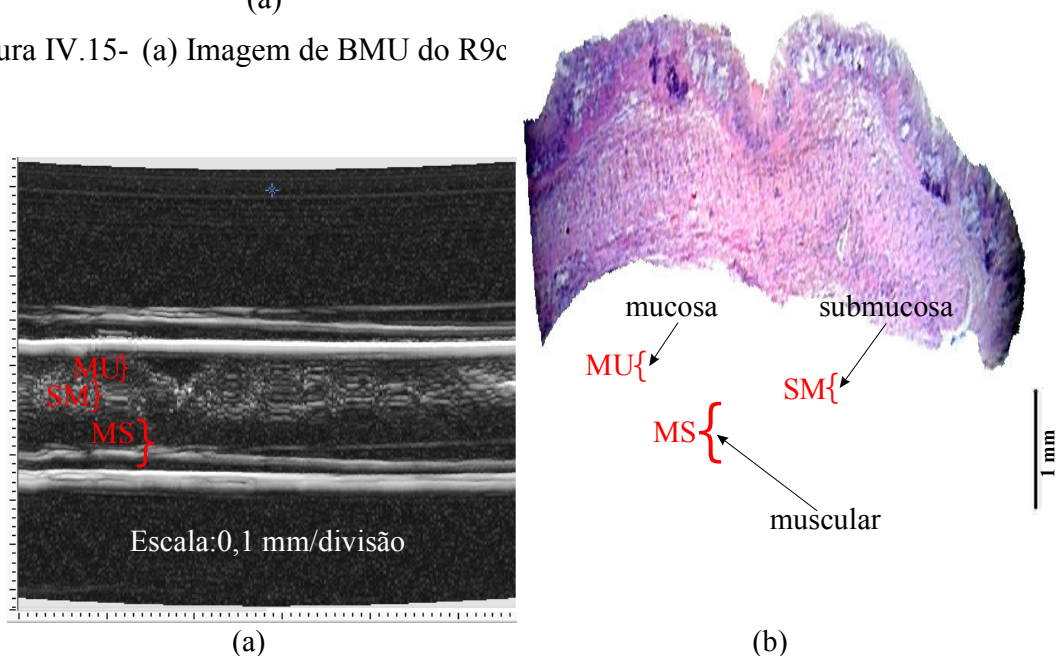 (a)
ura IV.15- (a) Imagem de BMU do R9c
MU}
SM}
MS}
Escala:0,1 mm/divisão
(a)
mucosa
submucosa
MU{
SM{
MS{
muscular
1 mm
(b)